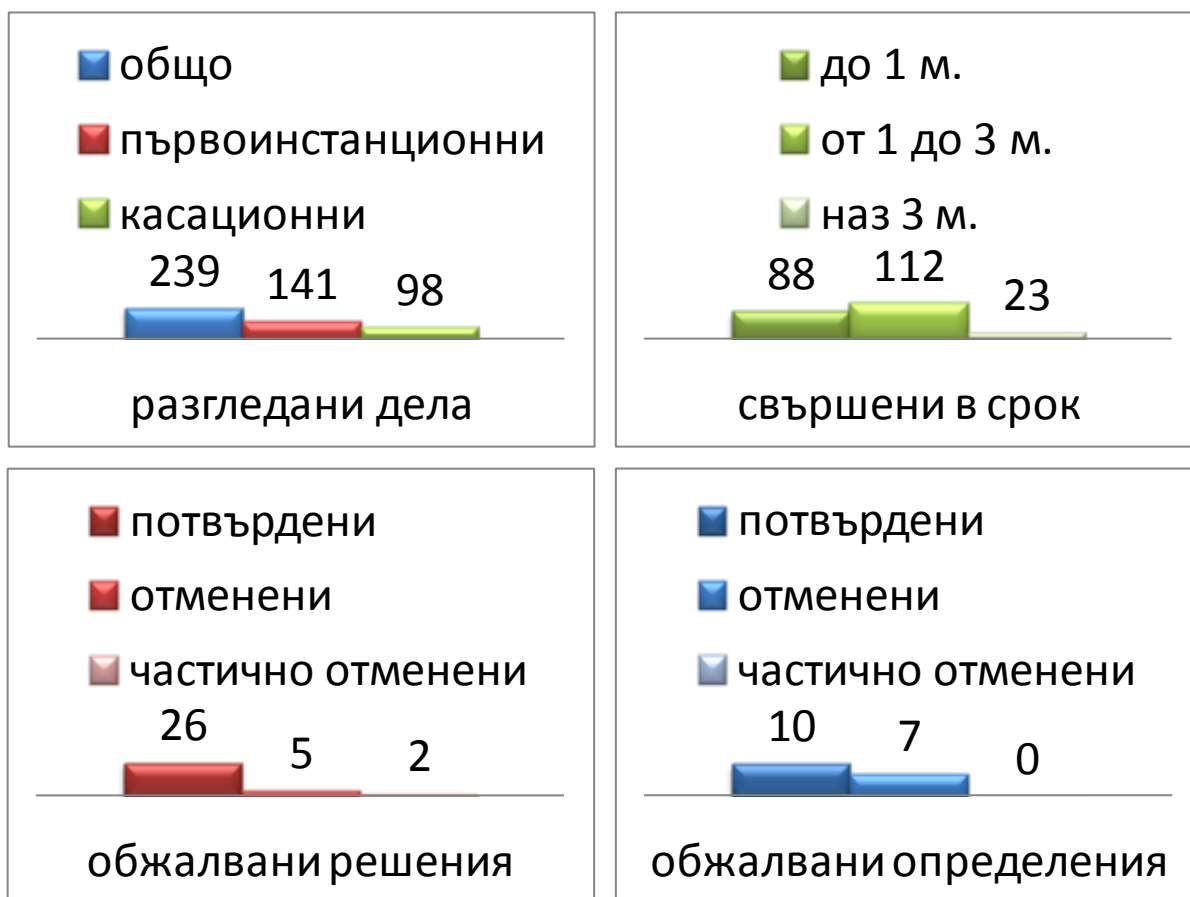 общо
първоинстанционни
касационни
239 141 98
разгледани дела
до 1 м.
от 1 до 3 м.
наз 3 м.
88 112 23
свършени в срок
потвърдени
отменени
частично отменени
26 5 2
обжалвани решения
потвърдени
отменени
частично отменени
10 7 0
обжалвани определения